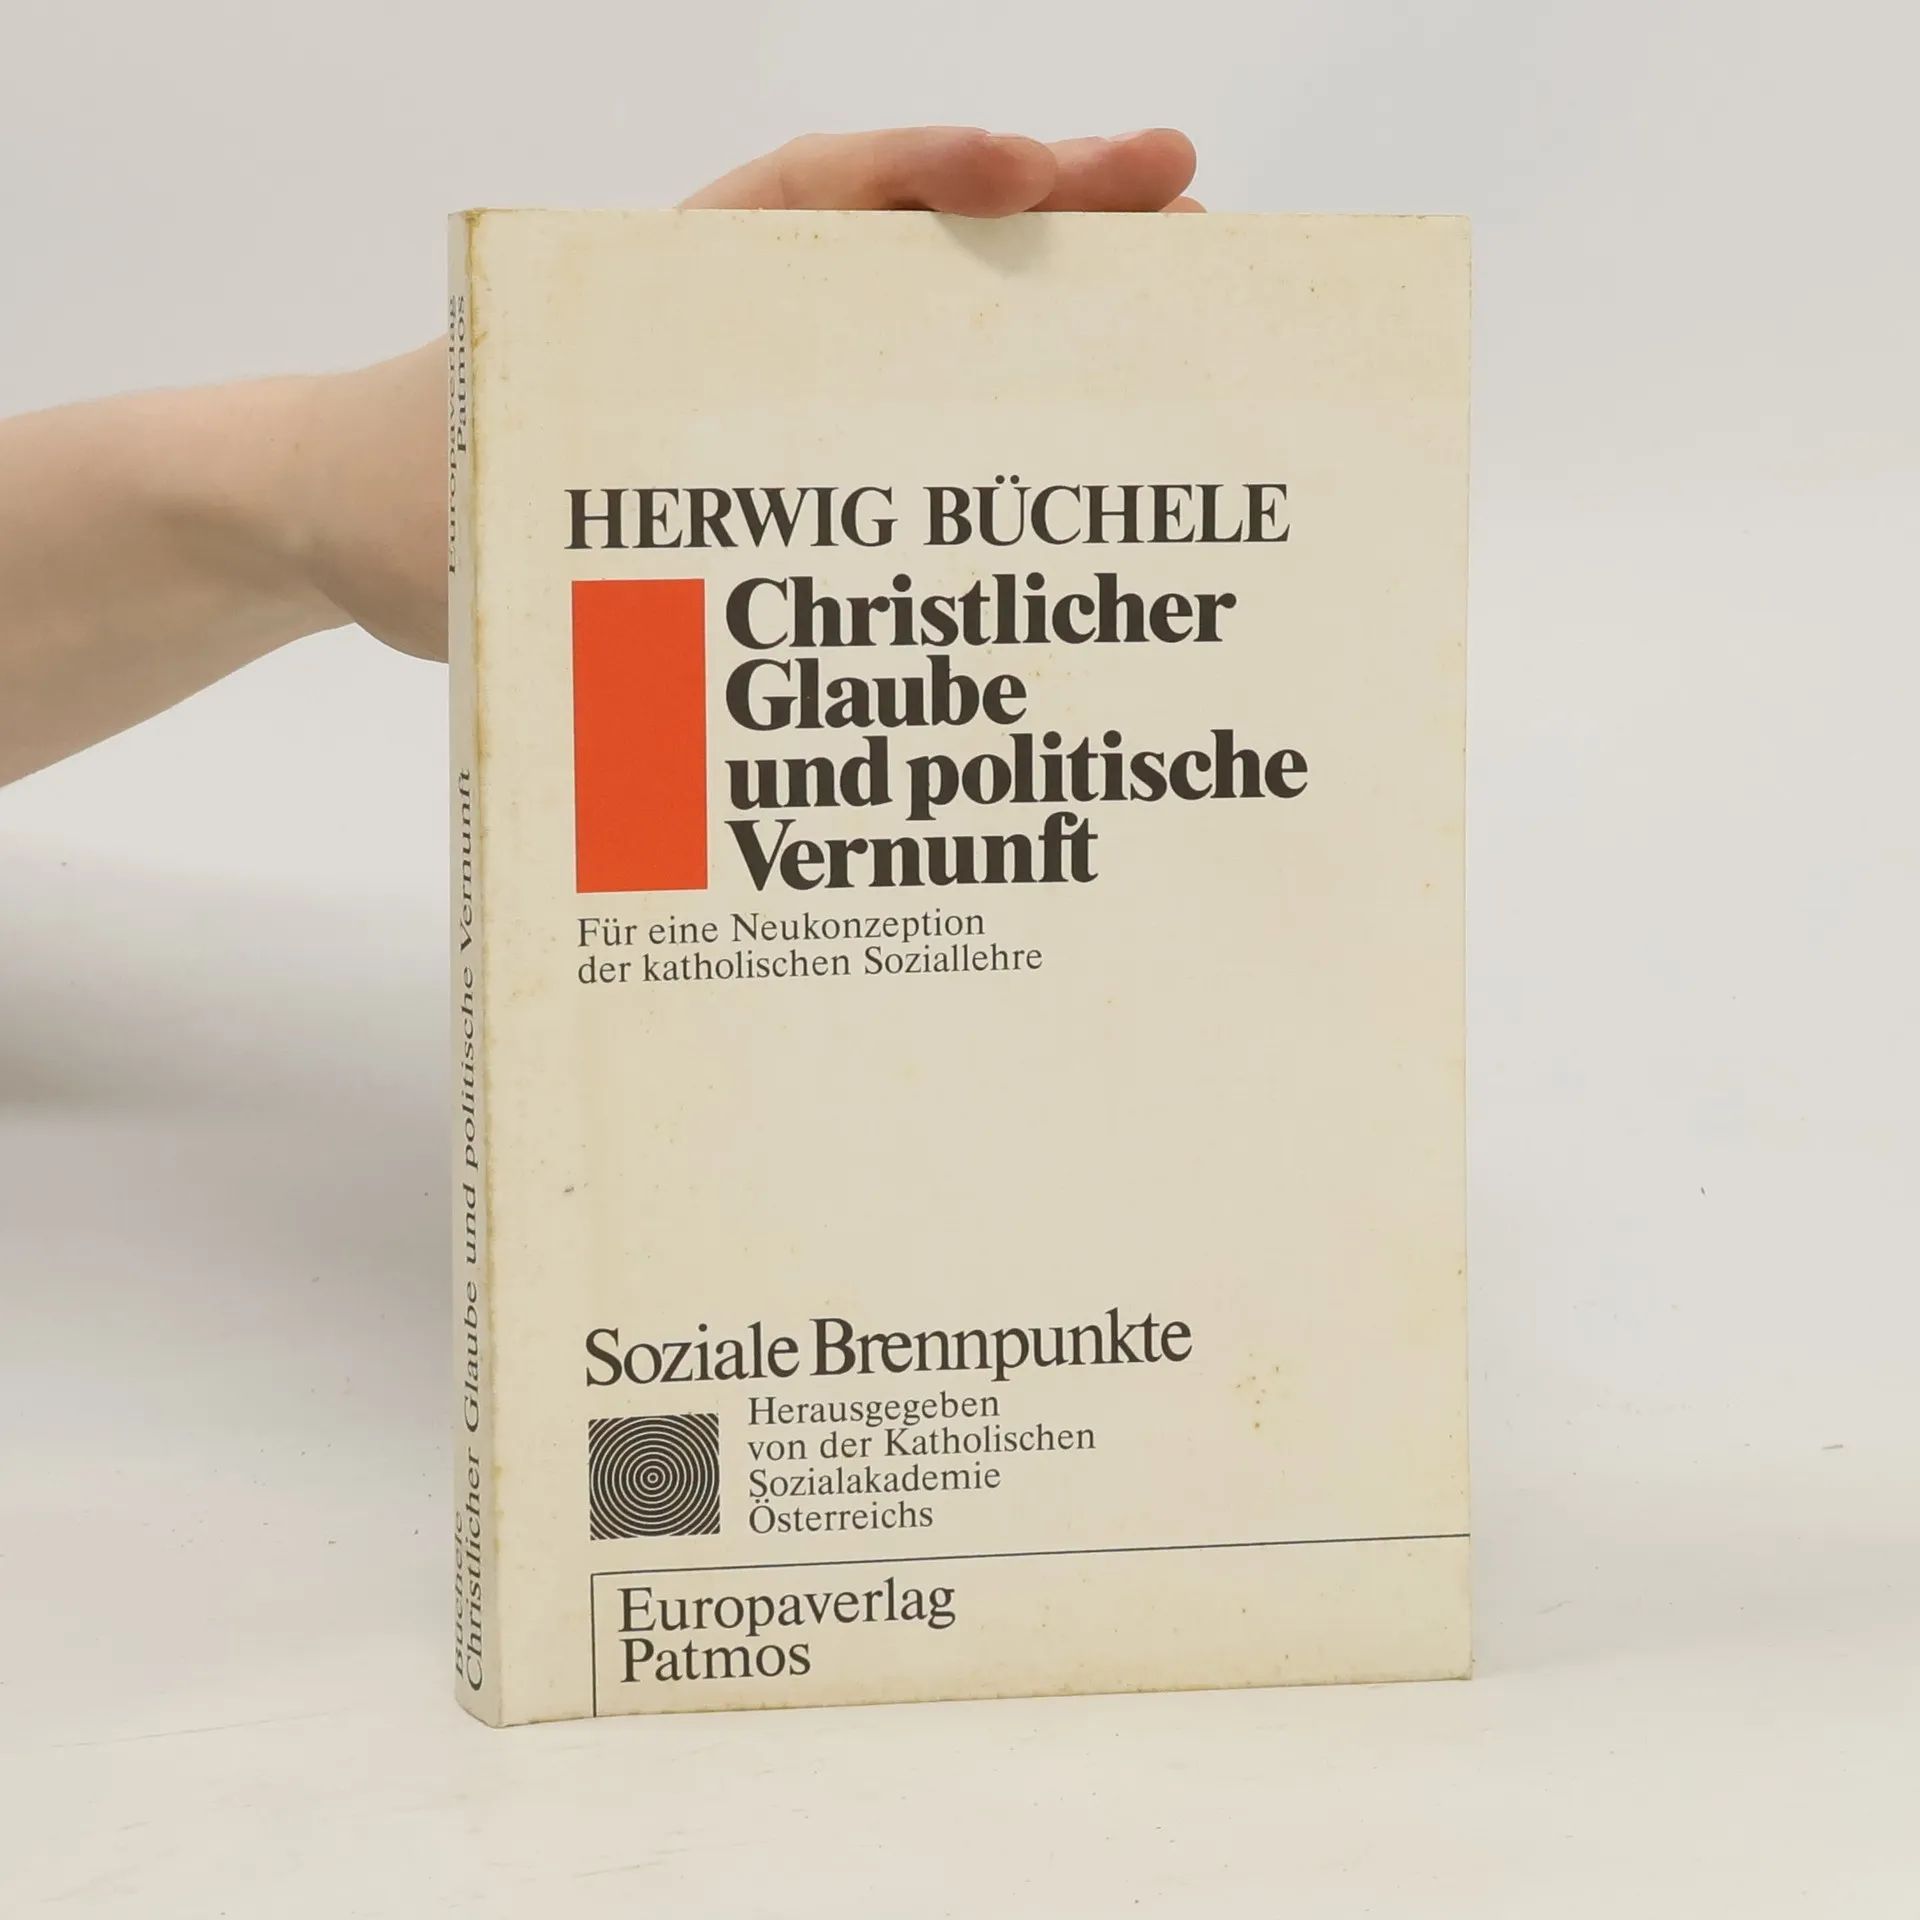 HERWIG BÜCHELE
Christlicher
Glaube
und politische
Vernunft
Für eine Neukonzeption
der katholischen Soziallehre
Soziale Brennpunkte
Herausgegeben
von der Katholischen
Sozialakademie
Österreichs
Europaverlag
Patmos
Büchele
Christlicher Glaube und politische Vernunft
Europaverlag
Patmos